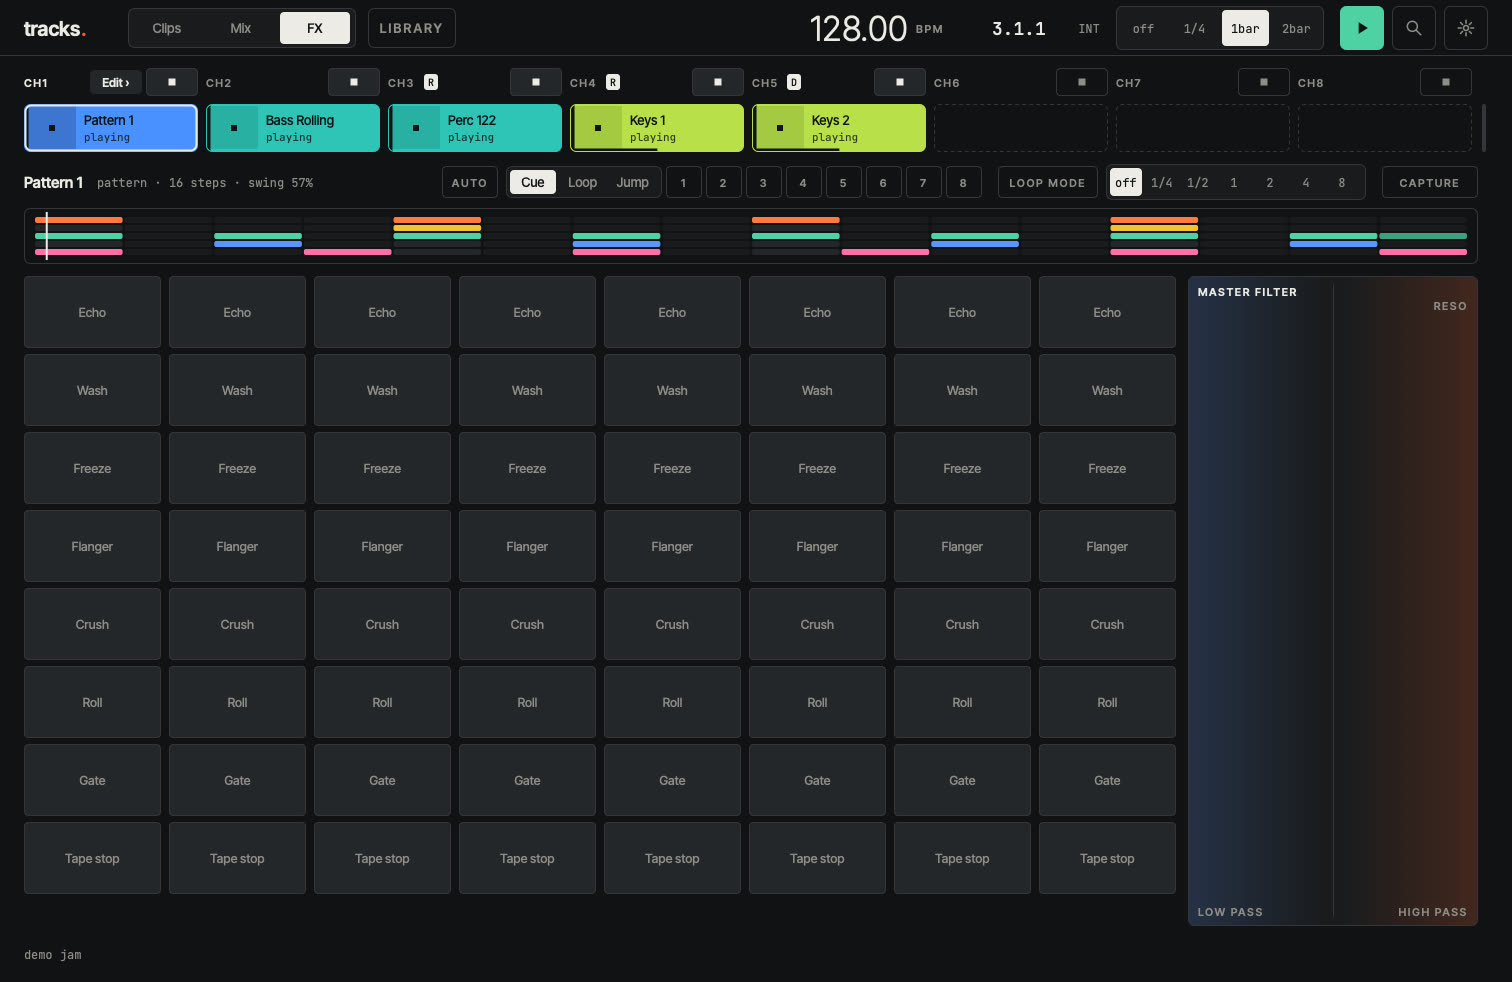 tracks. Clips Mix FX LIBRARY 128.00 BPM 3.1.1 INT off 1/4 1bar 2bar
CH1 Edit › CH2 CH3 R CH4 R CH5 D CH6 CH7 CH8
Pattern 1 Bass Rolling Perc 122 Keys 1 Keys 2
playing playing playing playing playing
Pattern 1 pattern · 16 steps · swing 57% AUTO Cue Loop Jump 1 2 3 4 5 6 7 8 LOOP MODE off 1/4 1/2 1 2 4 8 CAPTURE
MASTER FILTER
RESO
Echo Echo Echo Echo Echo Echo Echo Echo
Wash Wash Wash Wash Wash Wash Wash Wash
Freeze Freeze Freeze Freeze Freeze Freeze Freeze Freeze
Flanger Flanger Flanger Flanger Flanger Flanger Flanger Flanger
Crush Crush Crush Crush Crush Crush Crush Crush
Roll Roll Roll Roll Roll Roll Roll Roll
Gate Gate Gate Gate Gate Gate Gate Gate
Tape stop Tape stop Tape stop Tape stop Tape stop Tape stop Tape stop Tape stop
LOW PASS HIGH PASS
demo jam